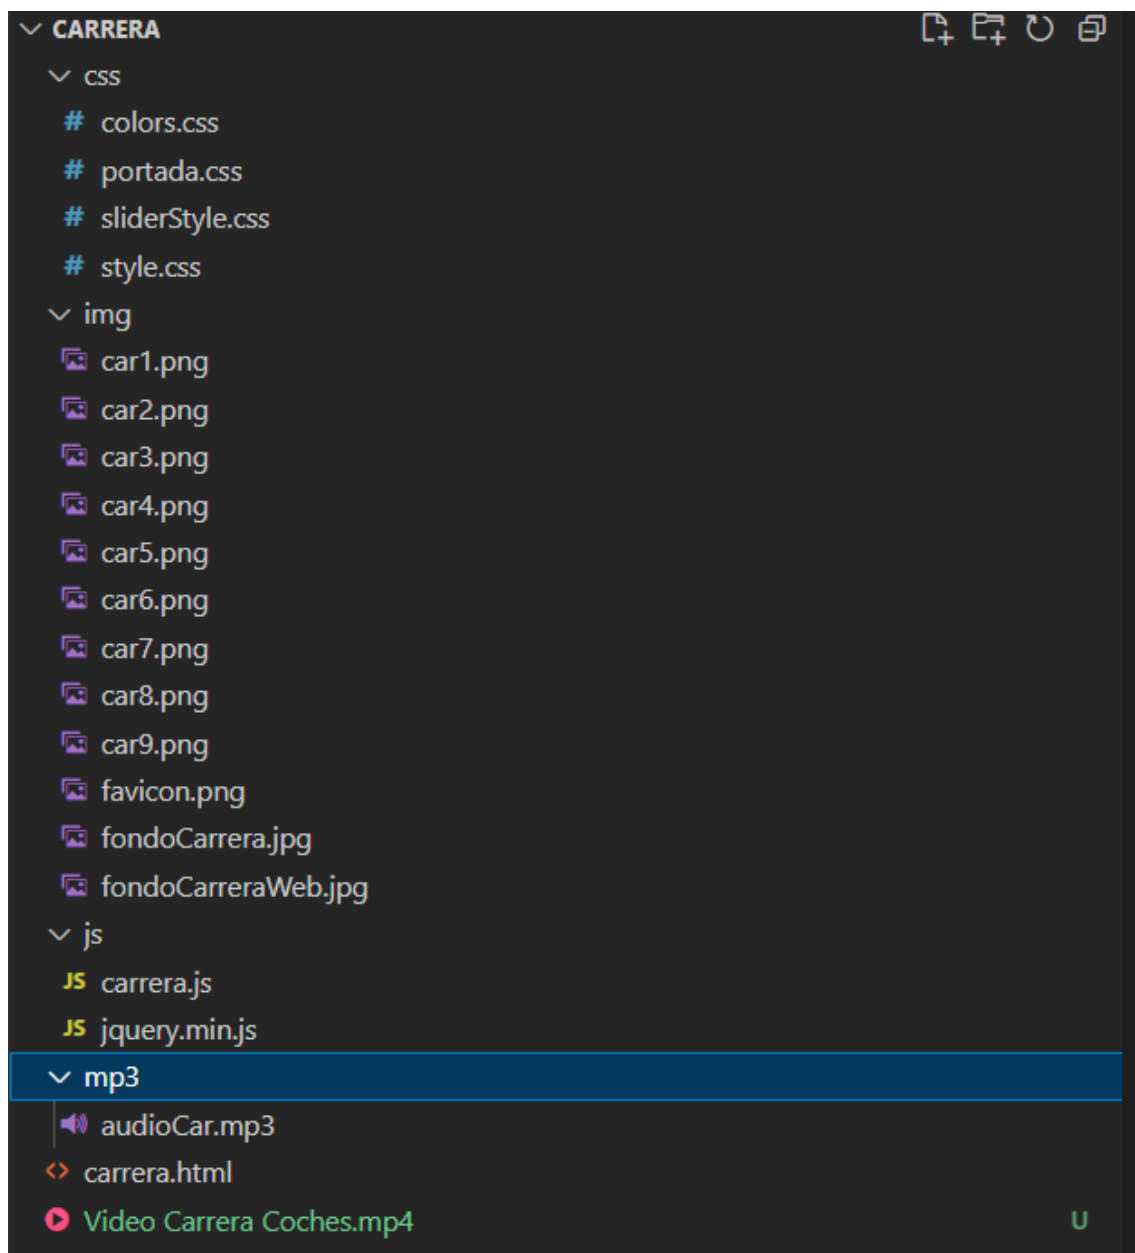 CARRERA
css
# colors.css
# portada.css
# sliderStyle.css
# style.css
img
car1.png
car2.png
car3.png
car4.png
car5.png
car6.png
car7.png
car8.png
car9.png
favicon.png
fondoCarrera.jpg
fondoCarreraWeb.jpg
js
JS carrera.js
JS jquery.min.js
mp3
audioCar.mp3
<> carrera.html
Video Carrera Coches.mp4 U